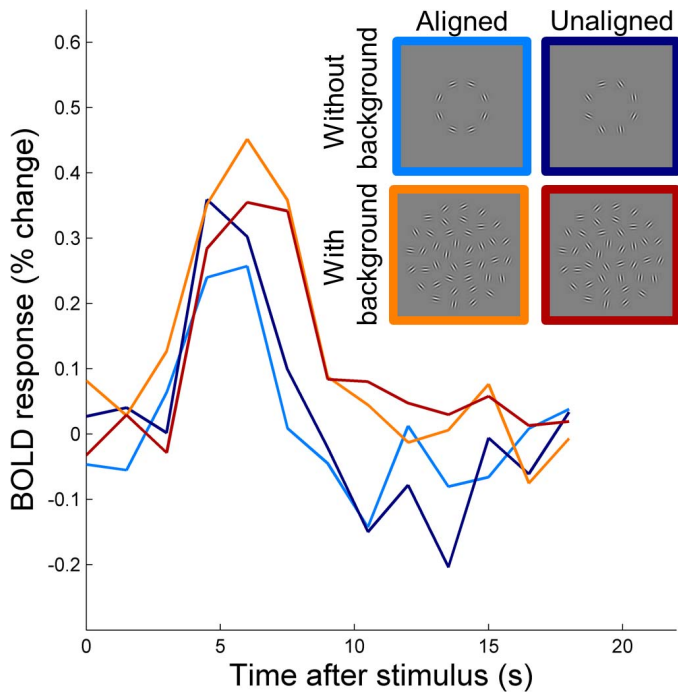 Aligned
Unaligned
Without
background
With
background
BOLD response (% change)
0.6
0.5
0.4
0.3
0.2
0.1
0
-0.1
-0.2
0
5
10
15
20
Time after stimulus (s)